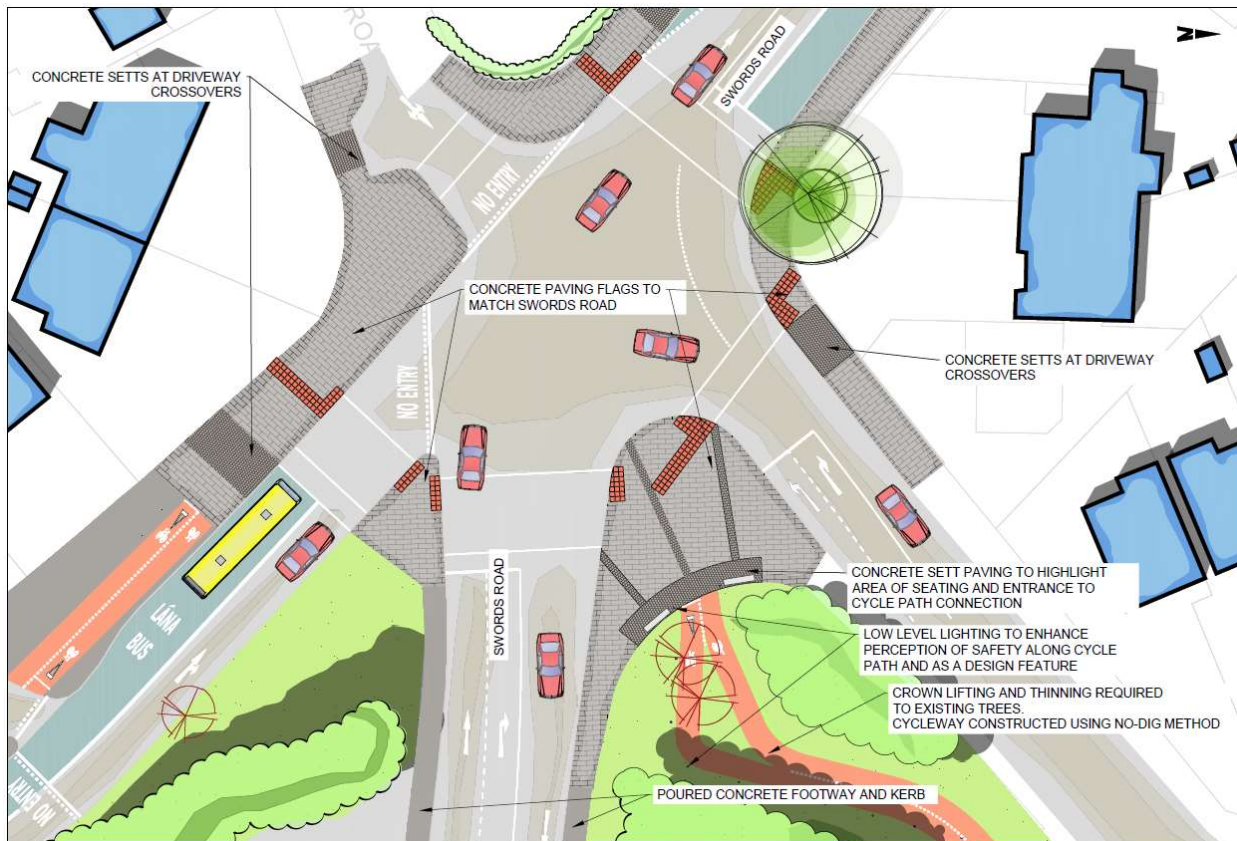 ROAD
N
CONCRETE SETTS AT DRIVEWAY
CROSSOVERS
SWORDS ROAD
NO ENTRY
CONCRETE PAVING FLAGS TO
MATCH SWORDS ROAD
NO ENTRY
CONCRETE SETTS AT DRIVEWAY
CROSSOVERS
SWORDS ROAD
CONCRETE SETT PAVING TO HIGHLIGHT
AREA OF SEATING AND ENTRANCE TO
CYCLE PATH CONNECTION
LÁNA
BUS
LOW LEVEL LIGHTING TO ENHANCE
PERCEPTION OF SAFETY ALONG CYCLE
PATH AND AS A DESIGN FEATURE
CROWN LIFTING AND THINNING REQUIRED
TO EXISTING TREES.
CYCLEWAY CONSTRUCTED USING NO-DIG METHOD
NO ENTRY
POURED CONCRETE FOOTWAY AND KERB